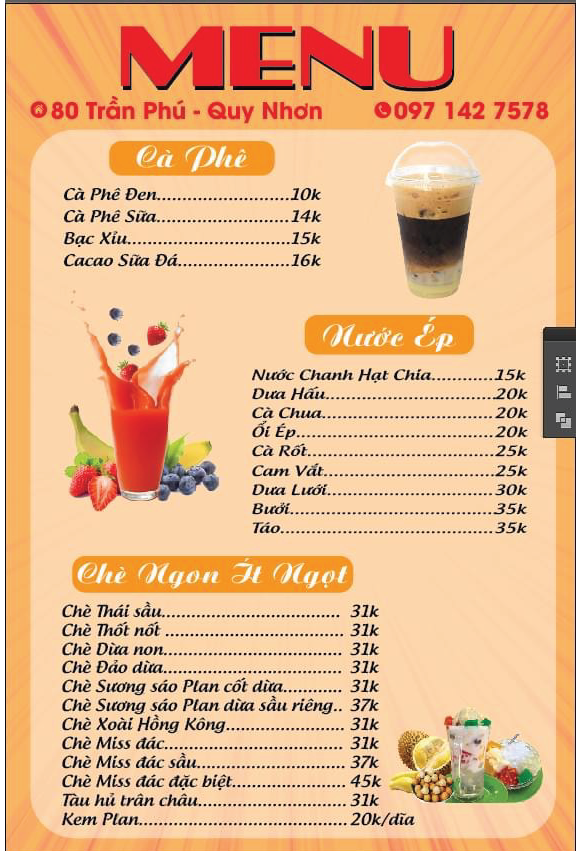 MENU
80 Trần Phú - Quy Nhơn 097 142 7578
Cà Phê
Cà Phê Đen.............................10k
Cà Phê Sữa.............................14k
Bạc Xỉu....................................15k
Cacao Sữa Đá.........................16k
Nước Ép
Nước Chanh Hạt Chia............15k
Dưa Hấu...............................20k
Cà Chua................................20k
Ổi Ép.....................................20k
Cà Rốt...................................25k
Cam Vắt................................25k
Dưa Lưới...............................30k
Bưởi......................................35k
Táo........................................35k
Chè Ngon Ít Ngọt
Chè Thái sầu.................................. 31k
Chè Thốt nốt .................................. 31k
Chè Dừa non.................................. 31k
Chè Đảo dừa.................................. 31k
Chè Sương sáo Plan cốt dừa........... 31k
Chè Sương sáo Plan dừa sầu riêng.. 37k
Chè Xoài Hồng Kông...................... 31k
Chè Miss đác.................................. 31k
Chè Miss đác sầu............................ 37k
Chè Miss đác đặc biệt...................... 45k
Tàu hủ trân châu............................ 31k
Kem Plan....................................... 20k/dĩa